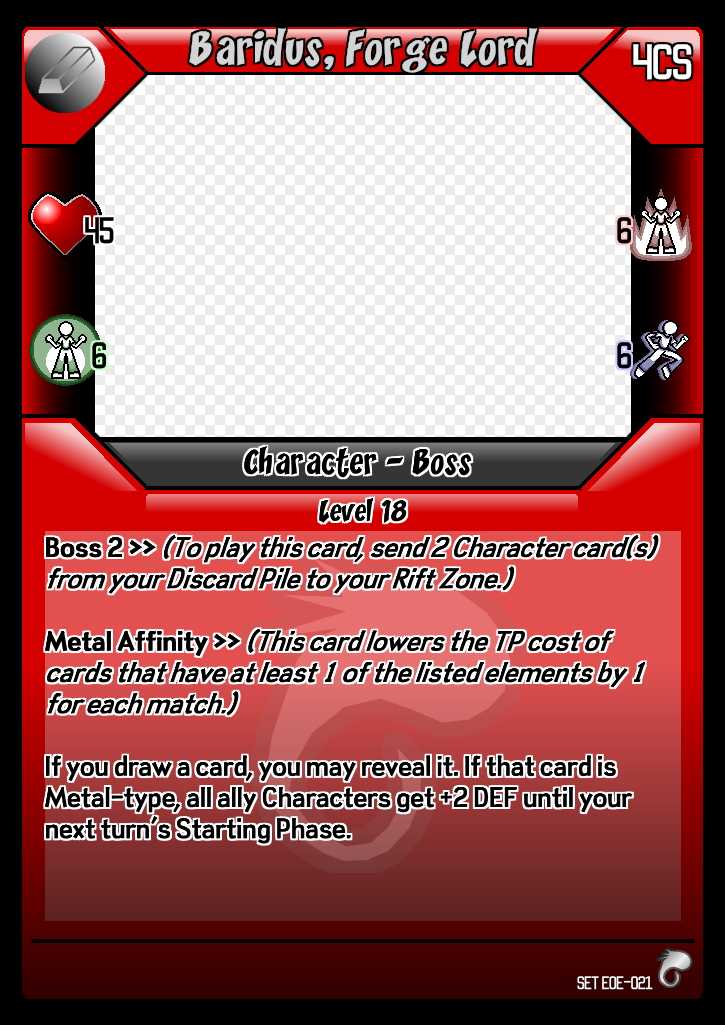 Baridus, Forge Lord
4CS
45
6
6
6
Character - Boss
Level 18
Boss 2 >> (To play this card, send 2 Character card(s)
from your Discard Pile to your Rift Zone.)
Metal Affinity >> (This card lowers the TP cost of
cards that have at least 1 of the listed elements by 1
for each match.)
If you draw a card, you may reveal it. If that card is
Metal-type, all ally Characters get +2 DEF until your
next turn's Starting Phase.
SET EOE-021